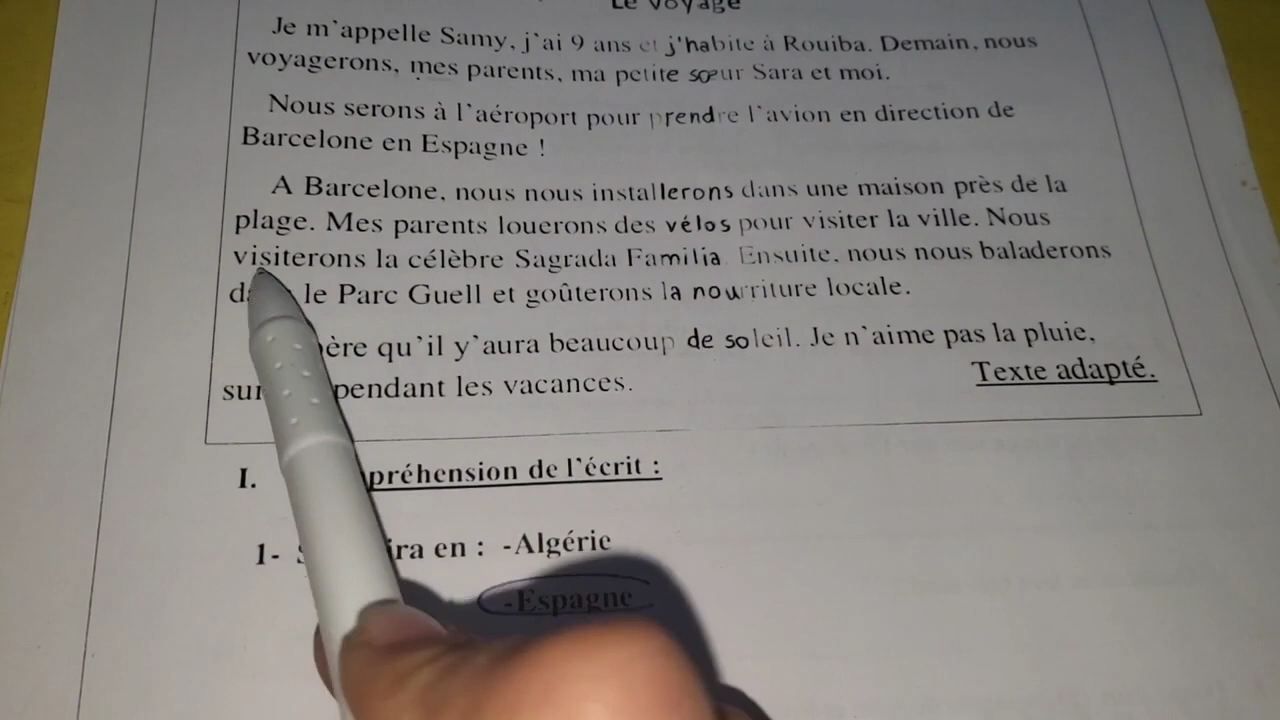 Le voyage
Je m'appelle Samy, j'ai 9 ans et j'habite à Rouiba. Demain, nous
voyagerons, mes parents, ma petite sœur Sara et moi.
Nous serons à l'aéroport pour prendre l'avion en direction de
Barcelone en Espagne !
A Barcelone, nous nous installerons dans une maison près de la
plage. Mes parents louerons des vélos pour visiter la ville. Nous
visiterons la célèbre Sagrada Familia Ensuite, nous nous baladerons
le Parc Guell et goûterons la nourriture locale.
qu'il y'aura beaucoup de soleil. Je n'aime pas la pluie,
pendant les vacances.
Texte adapté.
I. préhension de l'écrit :
1- ira en : -Algérie
-Espagne